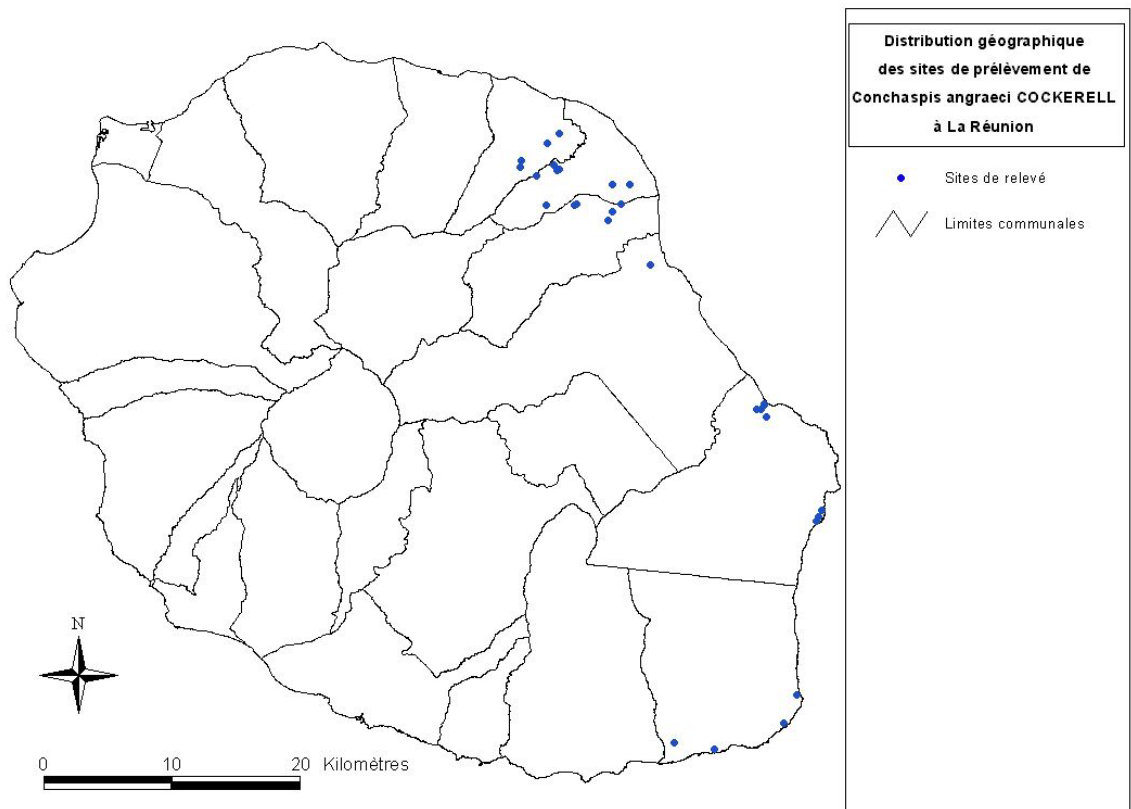 Distribution géographique
des sites de prélèvement de
Conchaspis angraeci COCKERELL
à La Réunion
Sites de relevé
Limites communales
N
0 10 20 Kilomètres